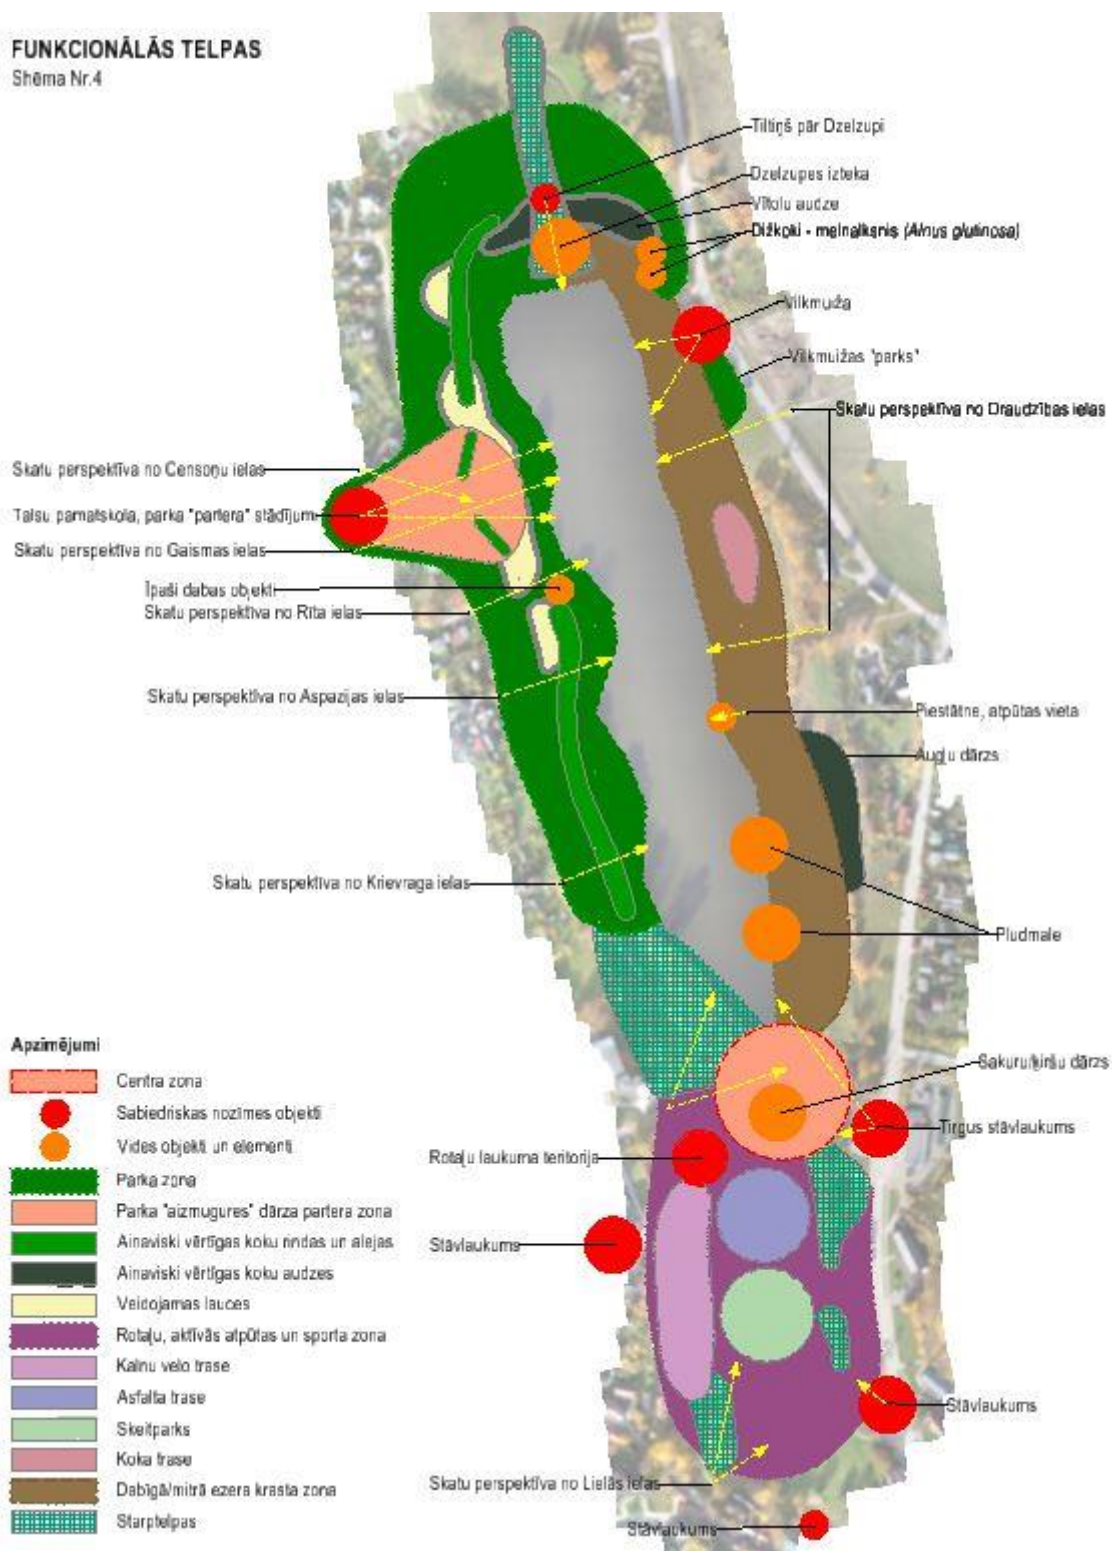 FUNKCIONĀLĀS TELPAS
Shēma Nr.4
Tiltiņš pār Dzelzupi
Dzelzupes izteka
Vītolu audze
Dižkoki - melnalksnis (Alnus glutinosa)
Vilkmuiža
Vilkmuižas "parks"
Skatu perspektīva no Draudzības ielas
Skatu perspektīva no Censoņu ielas
Talsu pamatskola, parka "partera" stādījumi
Skatu perspektīva no Gaismas ielas
Īpaši dabas objekti
Skatu perspektīva no Rīta ielas
Skatu perspektīva no Aspazijas ielas
Piestātne, atpūtas vieta
Augļu dārzs
Skatu perspektīva no Krievraga ielas
Pludmale
Sakuru/ķiršu dārzs
Tirgus stāvlaukums
Rotaļu laukuma teritorija
Stāvlaukums
Stāvlaukums
Skatu perspektīva no Lielās ielas
Stāvlaukums
Apzīmējumi
Centra zona
Sabiedriskas nozīmes objekti
Vides objekti un elementi
Parka zona
Parka "aizmugures" dārza partera zona
Ainaviski vērtīgas koku rindas un alejas
Ainaviski vērtīgas koku audzes
Veidojamas lauces
Rotaļu, aktīvās atpūtas un sporta zona
Kalnu velo trase
Asfalta trase
Skeitparks
Koka trase
Dabīgā/mitrā ezera krasta zona
Starptelpas